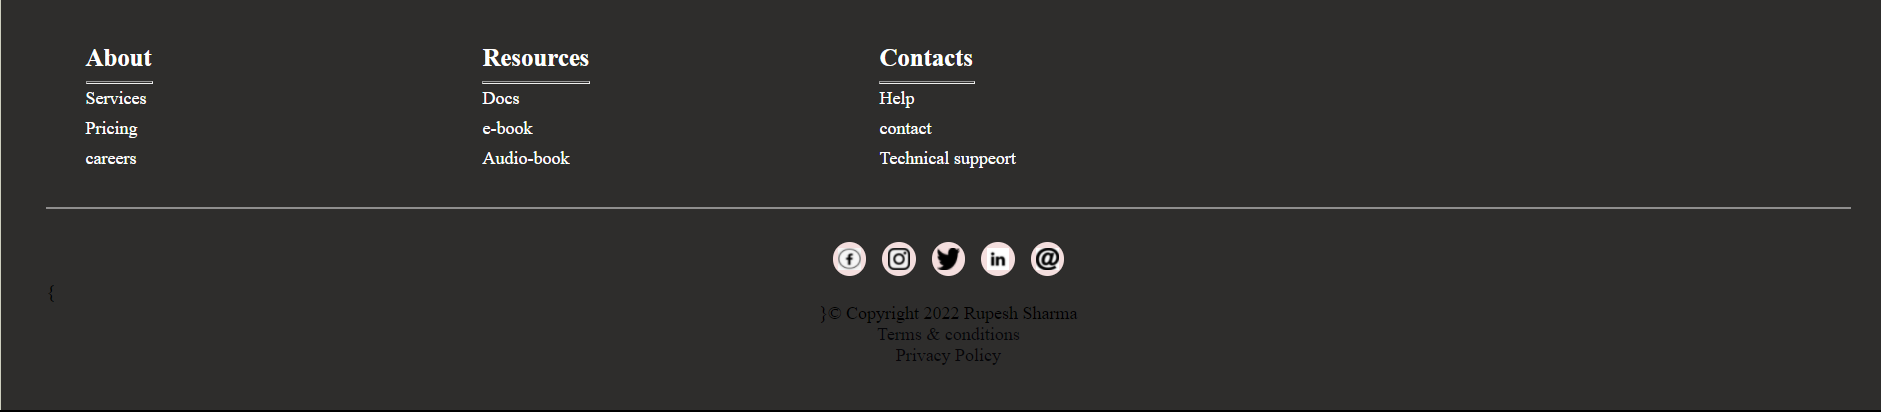 About
Services
Pricing
careers
Resources
Docs
e-book
Audio-book
Contacts
Help
contact
Technical suppeort
f
in
@
{
}© Copyright 2022 Rupesh Sharma
Terms & conditions
Privacy Policy